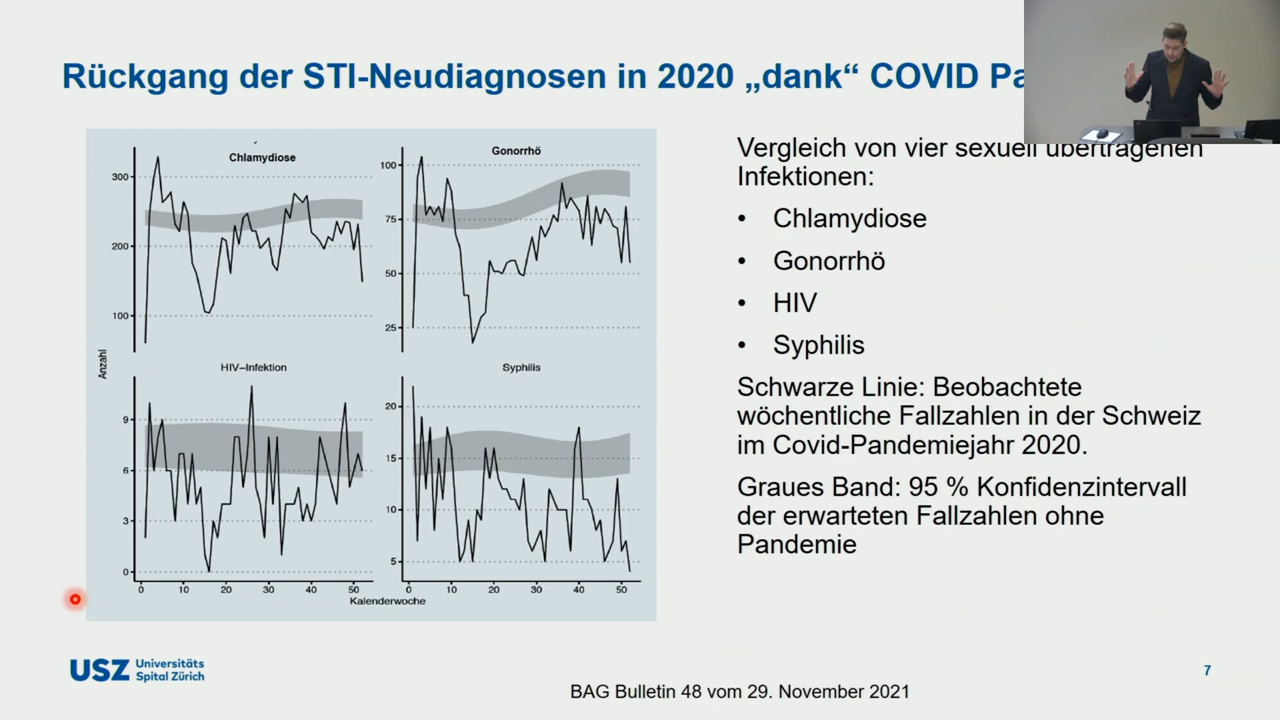 Rückgang der STI-Neudiagnosen in 2020 „dank“ COVID
Chlamydiose
300
200
100
Gonorrhö
100
75
50
25
Anzahl
HIV–Infektion
9
6
3
0
0 10 20 30 40 50
Syphilis
20
15
10
5
0 10 20 30 40 50
Kalenderwoche
Vergleich von vier sexuell übertragenen
Infektionen:
• Chlamydiose
• Gonorrhö
• HIV
• Syphilis
Schwarze Linie: Beobachtete
wöchentliche Fallzahlen in der Schweiz
im Covid-Pandemiejahr 2020.
Graues Band: 95 % Konfidenzintervall
der erwarteten Fallzahlen ohne
Pandemie
USZ Universitäts
Spital Zürich
7
BAG Bulletin 48 vom 29. November 2021